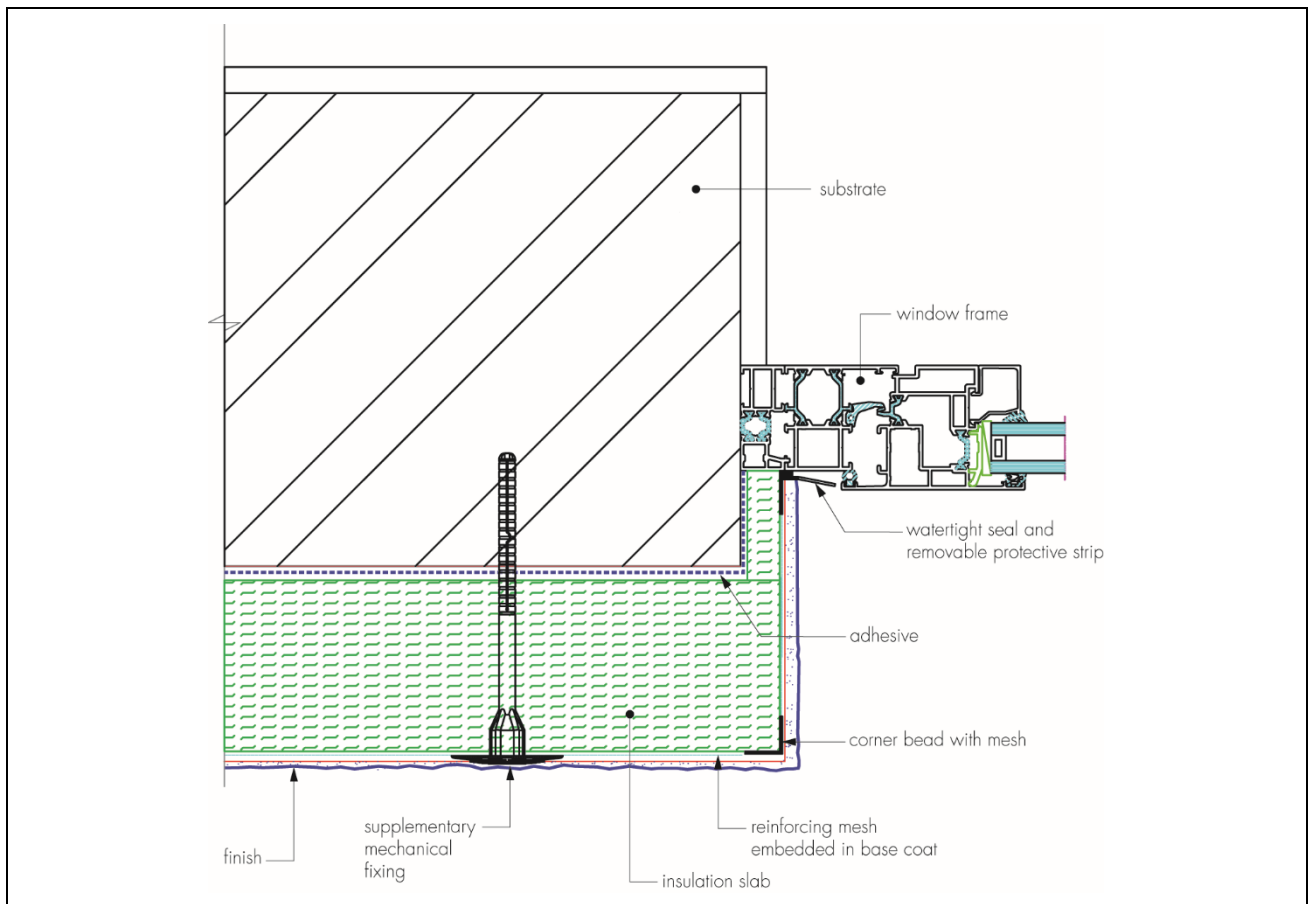 substrate
window frame
watertight seal and
removable protective strip
adhesive
corner bead with mesh
supplementary
mechanical
fixing
reinforcing mesh
embedded in base coat
finish
insulation slab